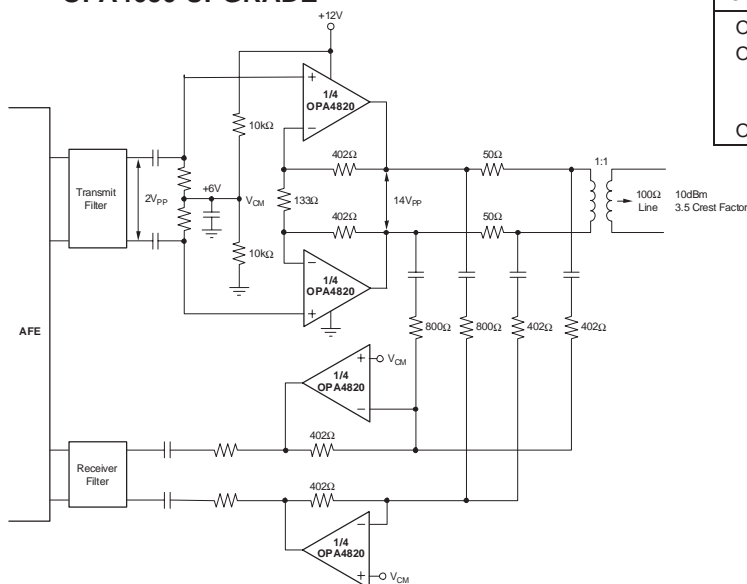 UPGRADE
+12V
+
1/4
OPA4820
−
10kΩ
402Ω
50Ω
1:1
Transmit
Filter
2VPP
+6V
VCM
133Ω
14VPP
100Ω
Line
10dBm
3.5 Crest Factor
402Ω
50Ω
10kΩ
−
1/4
OPA4820
+
AFE
800Ω
800Ω
402Ω
402Ω
+
VCM
1/4
OPA4820
−
402Ω
Receiver
Filter
402Ω
−
1/4
OPA4820
+
VCM